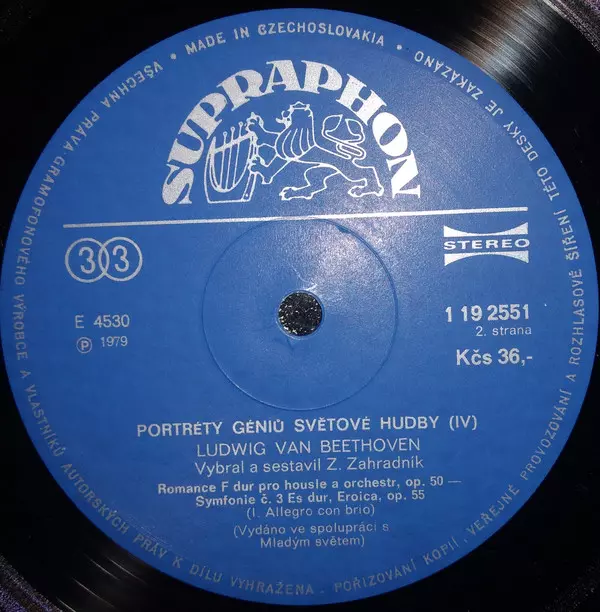 VŠECHNA PRÁVA GRAMOFONOVÉHO VÝROBCE A VLASTNÍKŮ AUTORSKÝCH PRÁV K DÍLU VYHRAŽENA. POŘIZOVÁNÍ KOPIÍ, VEŘEJNÉ PROVOZOVÁNÍ A ROZHLASOVÉ ŠÍŘENÍ TÉTO DESKY JE ZAKÁZÁNO
• MADE IN CZECHOSLOVAKIA •
SUPRAPHON
33
STEREO
E 4530
℗ 1979
1 19 2551
2. strana
Kčs 36,-
PORTRÉTY GÉNIŮ SVĚTOVÉ HUDBY (IV)
LUDWIG VAN BEETHOVEN
Vybral a sestavil Z. Zahradník
Romance F dur pro housle a orchestr, op. 50 —
Symfonie č. 3 Es dur, Eroica, op. 55
(I. Allegro con brio)
(Vydáno ve spolupráci s
Mladým světem)